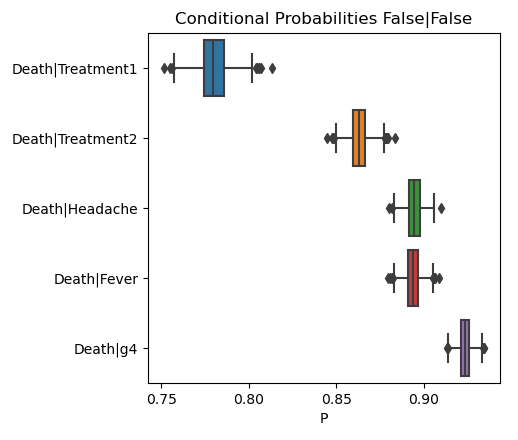 Conditional Probabilities False|False
Death|Treatment1
Death|Treatment2
Death|Headache
Death|Fever
Death|g4
0.75 0.80 0.85 0.90
P